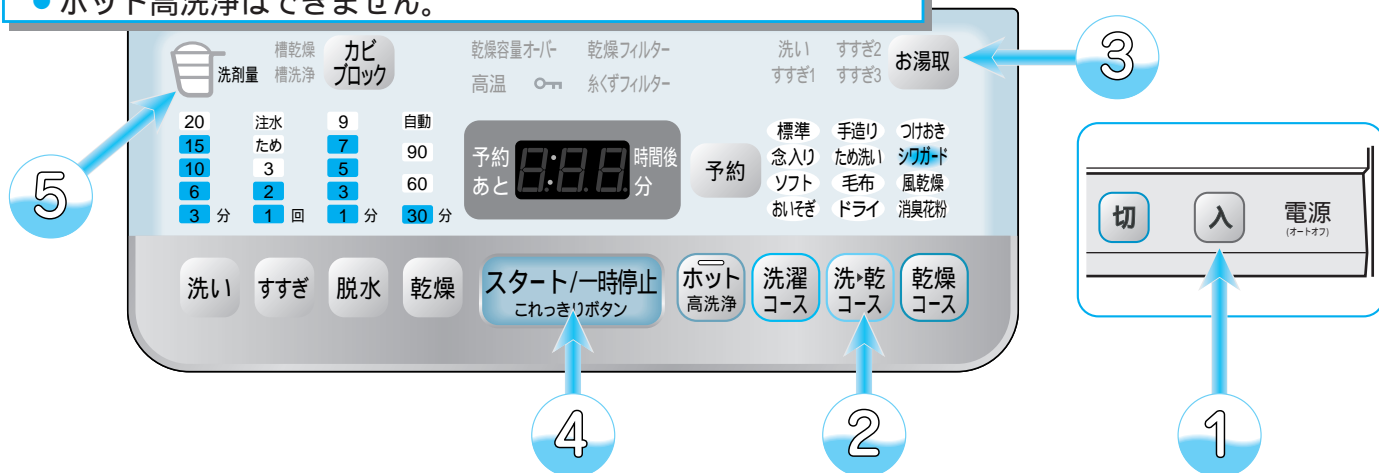 ● ホット高洗浄はできません。
洗剤量
槽乾燥
槽洗浄
カビ
ブロック
乾燥容量オーバー 乾燥フィルター
高温 糸くずフィルター
洗い すすぎ2
すすぎ1 すすぎ3
お湯取
3
5
20 注水 9 自動
15 ため 7 90
10 3 5
6 2 3 60
3 分 1 回 1 分 30 分
予約 8:88 時間後
あと 分
予約
標準 手造り つけおき
念入り ため洗い シワガード
ソフト 毛布 風乾燥
おいそぎ ドライ 消臭花粉
切 入 電源
(オートオフ)
洗い すすぎ 脱水 乾燥
スタート/一時停止
これっきりボタン
ホット
高洗浄
洗濯
コース
洗▸乾
コース
乾燥
コース
4
2
1